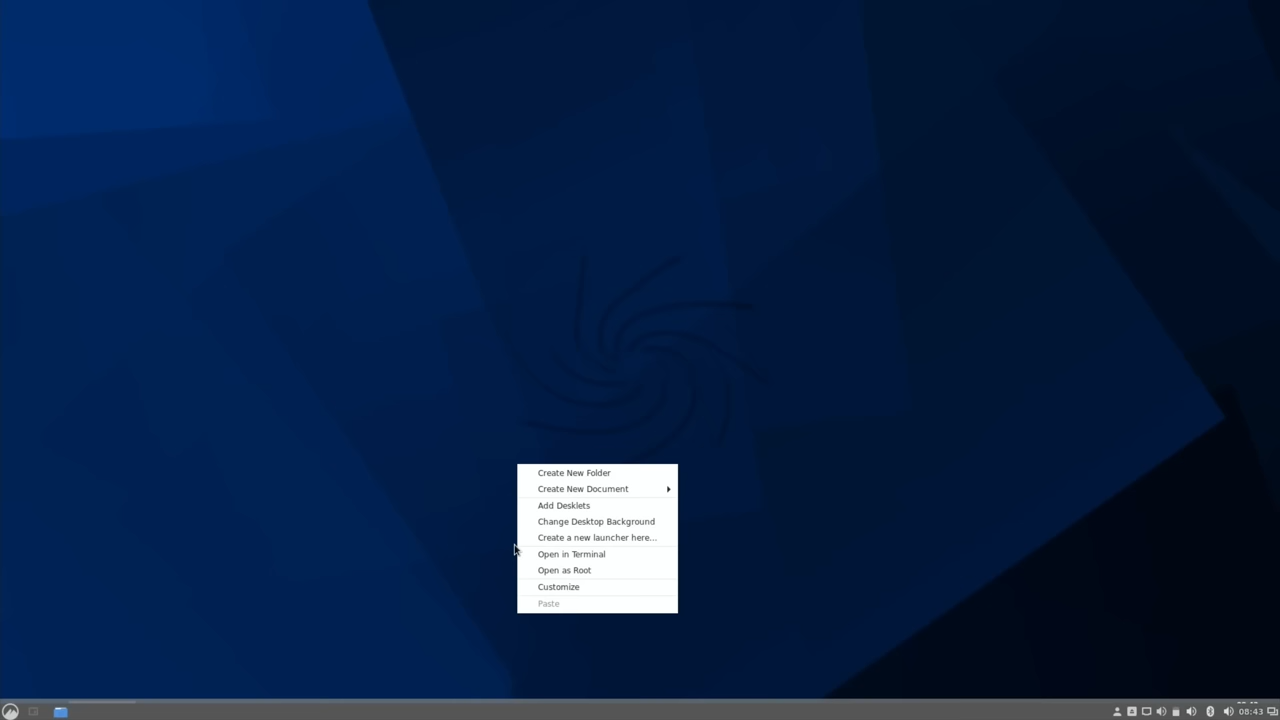 Create New Folder
Create New Document
Add Desklets
Change Desktop Background
Create a new launcher here...
Open in Terminal
Open as Root
Customize
Paste
08:43